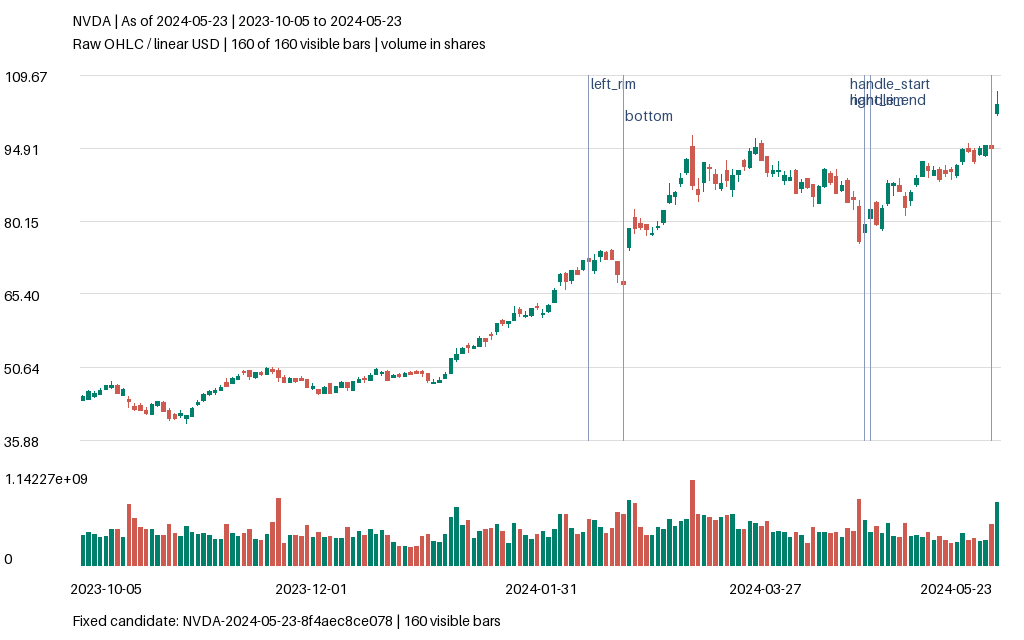 NVDA | As of 2024-05-23 | 2023-10-05 to 2024-05-23
Raw OHLC / linear USD | 160 of 160 visible bars | volume in shares
109.67
left_rim
handle_start
bottom
94.91
80.15
65.40
50.64
35.88
1.14227e+09
0
2023-10-05
2023-12-01
2024-01-31
2024-03-27
2024-05-23
Fixed candidate: NVDA-2024-05-23-8f4aec8ce078 | 160 visible bars